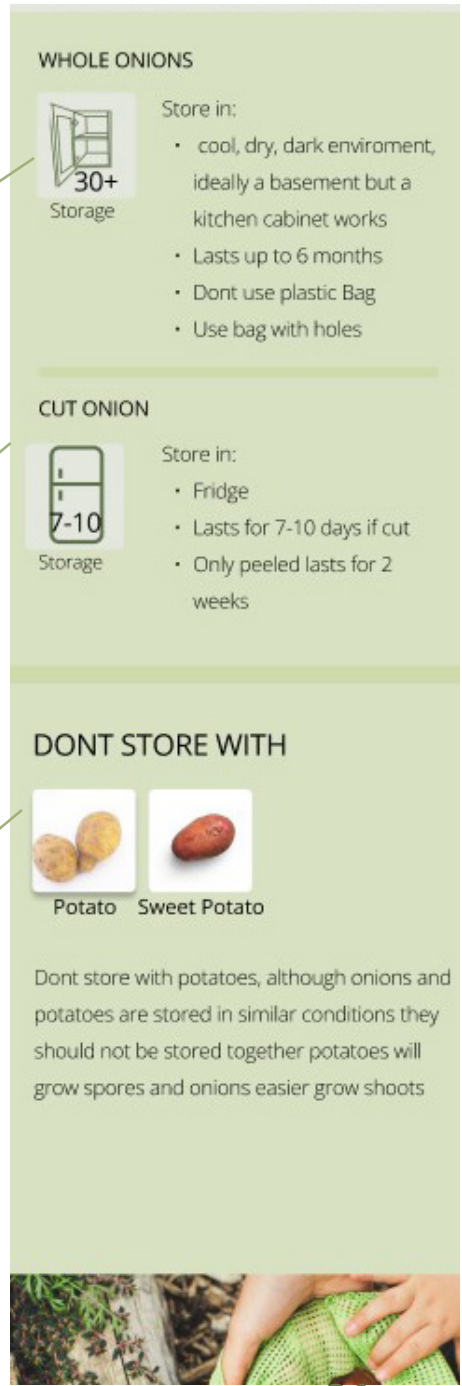 WHOLE ONIONS
30+
Storage
Store in:
• cool, dry, dark enviroment,
ideally a basement but a
kitchen cabinet works
• Lasts up to 6 months
• Dont use plastic Bag
• Use bag with holes
CUT ONION
7-10
Storage
Store in:
• Fridge
• Lasts for 7-10 days if cut
• Only peeled lasts for 2
weeks
DONT STORE WITH
Potato
Sweet Potato
Dont store with potatoes, although onions and
potatoes are stored in similar conditions they
should not be stored together potatoes will
grow spores and onions easier grow shoots